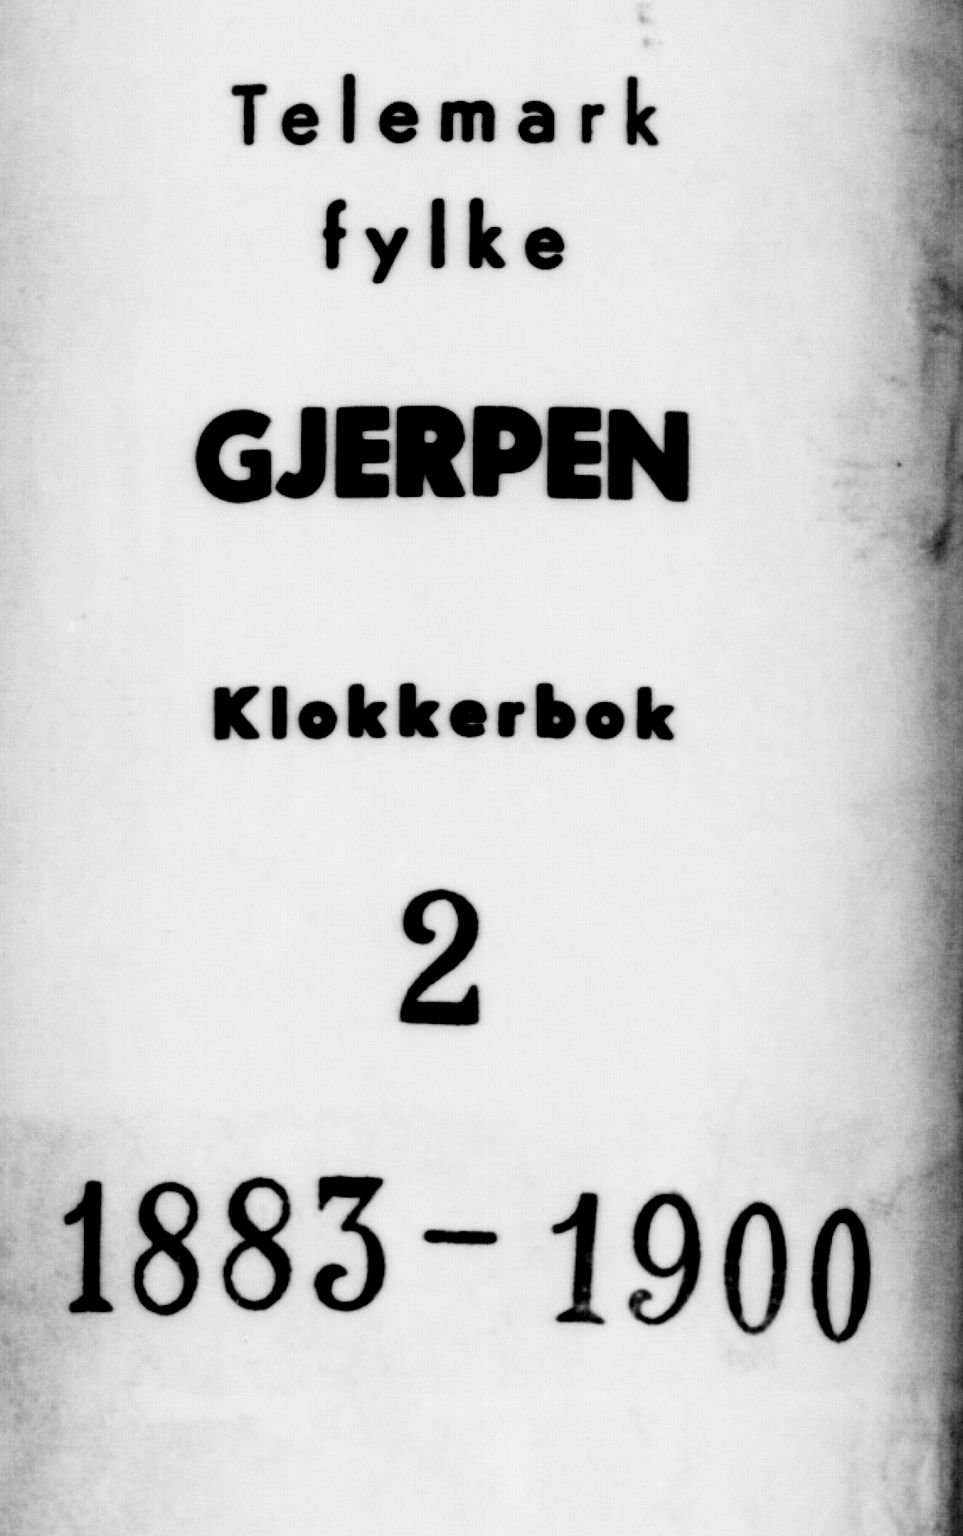 Telemark
fylke
GJERPEN
Klokkerbok
2
1883-1900